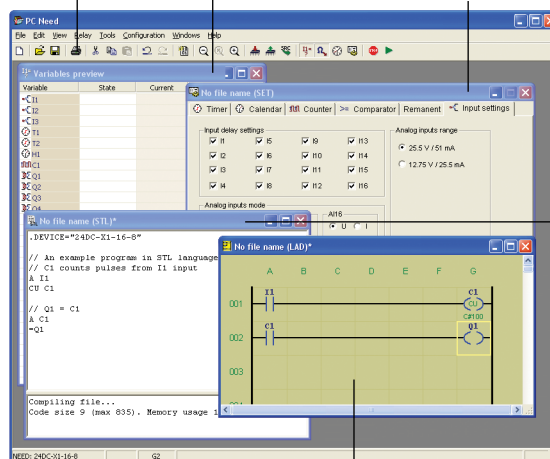 PC Need
File Edit View Relay Tools Configuration Windows Help
Variables preview
Variable State Current
I1
I2
I3
T1
T2
H1
C1
Q1
Q2
Q3
Q4
No file name (SET)
Timer Calendar Counter >= Comparator Remanent Input settings
Input delay settings
I1 I5 I9 I13
I2 I6 I10 I14
I3 I7 I11 I15
I4 I8 I12 I16
Analog inputs range
25.5 V / 51 mA
12.75 V / 25.5 mA
Analog inputs mode
AI16
U I
No file name (STL)*
.DEVICE="24DC-X1-16-8"
// An example program in STL language
// C1 counts pulses from I1 input
A I1
CU C1
// Q1 = C1
A C1
=Q1
Compiling file...
Code size 9 (max 835). Memory usage 1
No file name (LAD)*
A B C D E F G
001 I1 C1
CU
C#100
002 C1 Q1
003
004
NEED: 24DC-X1-16-8 G2